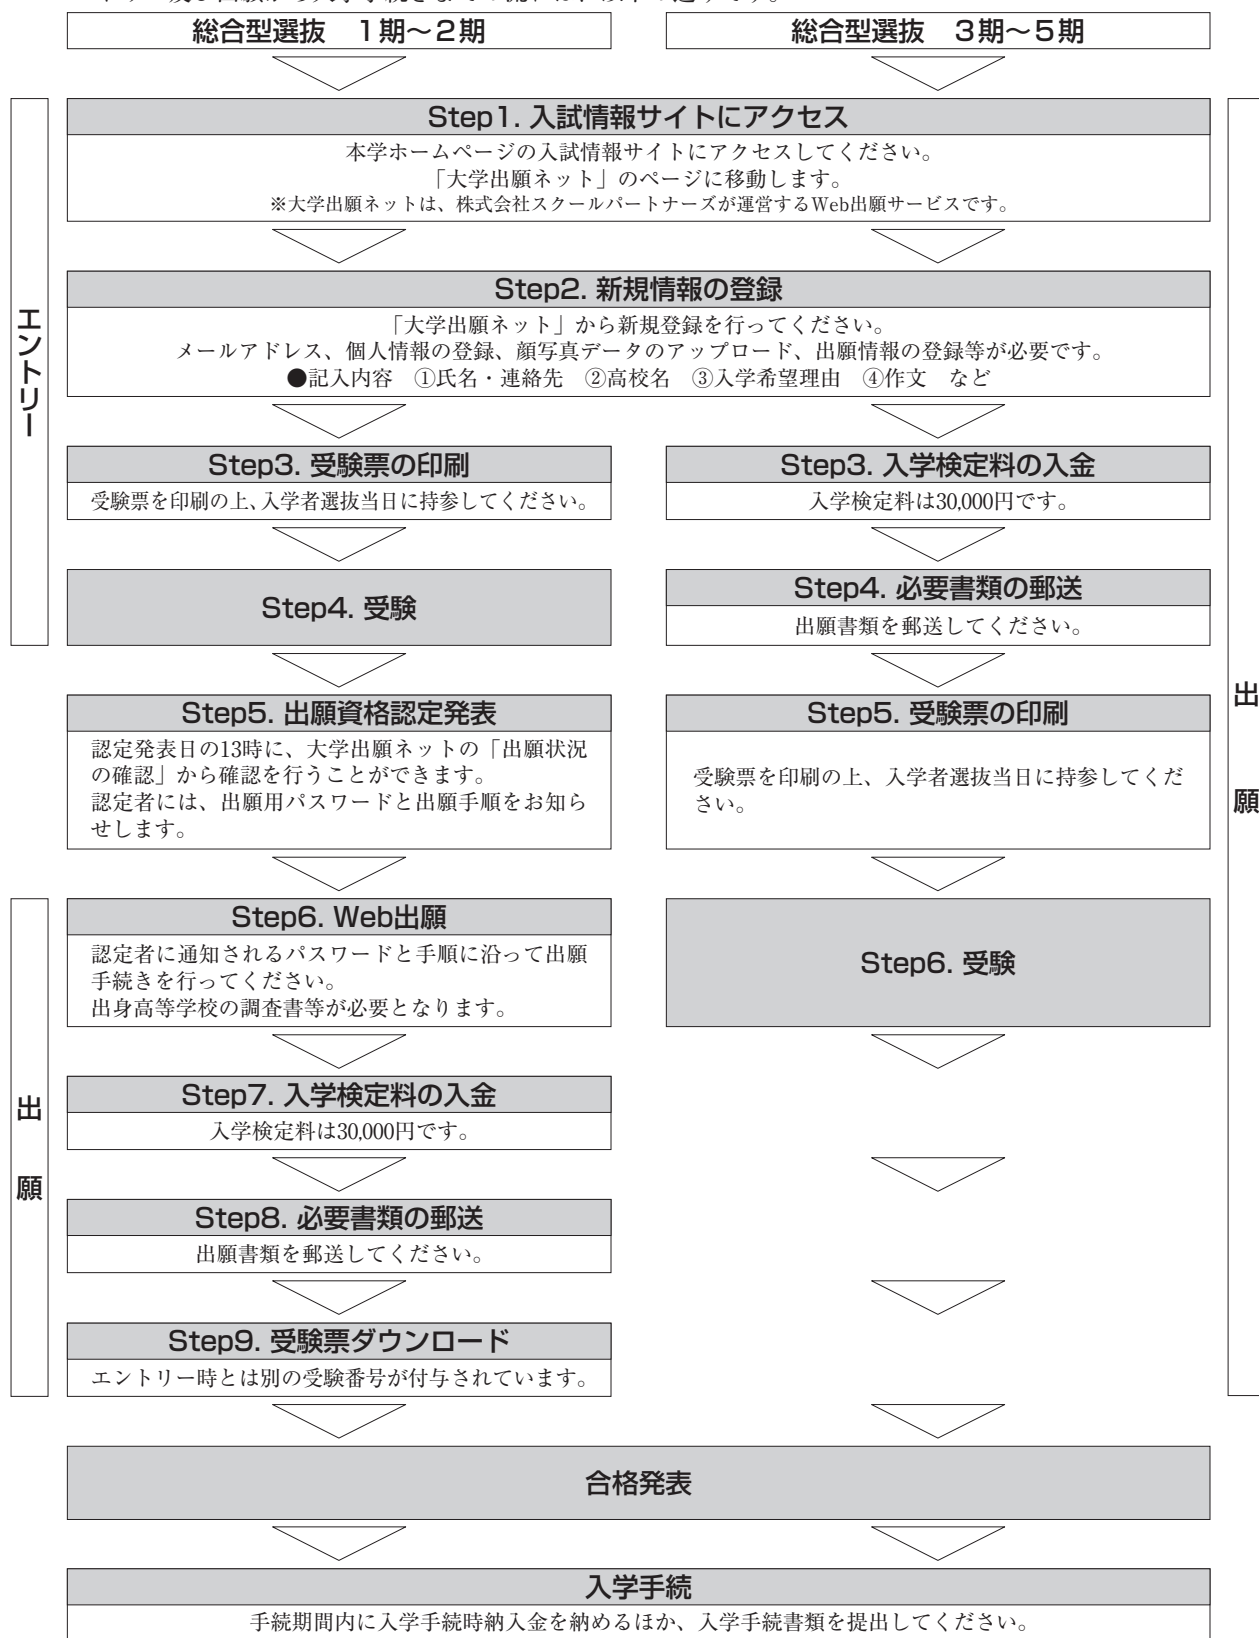 総合型選抜　1期～2期
総合型選抜　3期～5期
エントリー
Step1. 入試情報サイトにアクセス
本学ホームページの入試情報サイトにアクセスしてください。
「大学出願ネット」のページに移動します。
※大学出願ネットは、株式会社スクールパートナーズが運営するWeb出願サービスです。
Step2. 新規情報の登録
「大学出願ネット」から新規登録を行ってください。
メールアドレス、個人情報の登録、顔写真データのアップロード、出願情報の登録等が必要です。
●記入内容　①氏名・連絡先　②高校名　③入学希望理由　④作文　など
Step3. 受験票の印刷
受験票を印刷の上、入学者選抜当日に持参してください。
Step4. 受験
Step5. 出願資格認定発表
認定発表日の13時に、大学出願ネットの「出願状況
の確認」から確認を行うことができます。
認定者には、出願用パスワードと出願手順をお知ら
せします。
出願
Step6. Web出願
認定者に通知されるパスワードと手順に沿って出願
手続きを行ってください。
出身高等学校の調査書等が必要となります。
Step7. 入学検定料の入金
入学検定料は30,000円です。
Step8. 必要書類の郵送
出願書類を郵送してください。
Step9. 受験票ダウンロード
エントリー時とは別の受験番号が付与されています。
Step3. 入学検定料の入金
入学検定料は30,000円です。
Step4. 必要書類の郵送
出願書類を郵送してください。
Step5. 受験票の印刷
受験票を印刷の上、入学者選抜当日に持参してくだ
さい。
Step6. 受験
出願
合格発表
入学手続
手続期間内に入学手続時納入金を納めるほか、入学手続書類を提出してください。